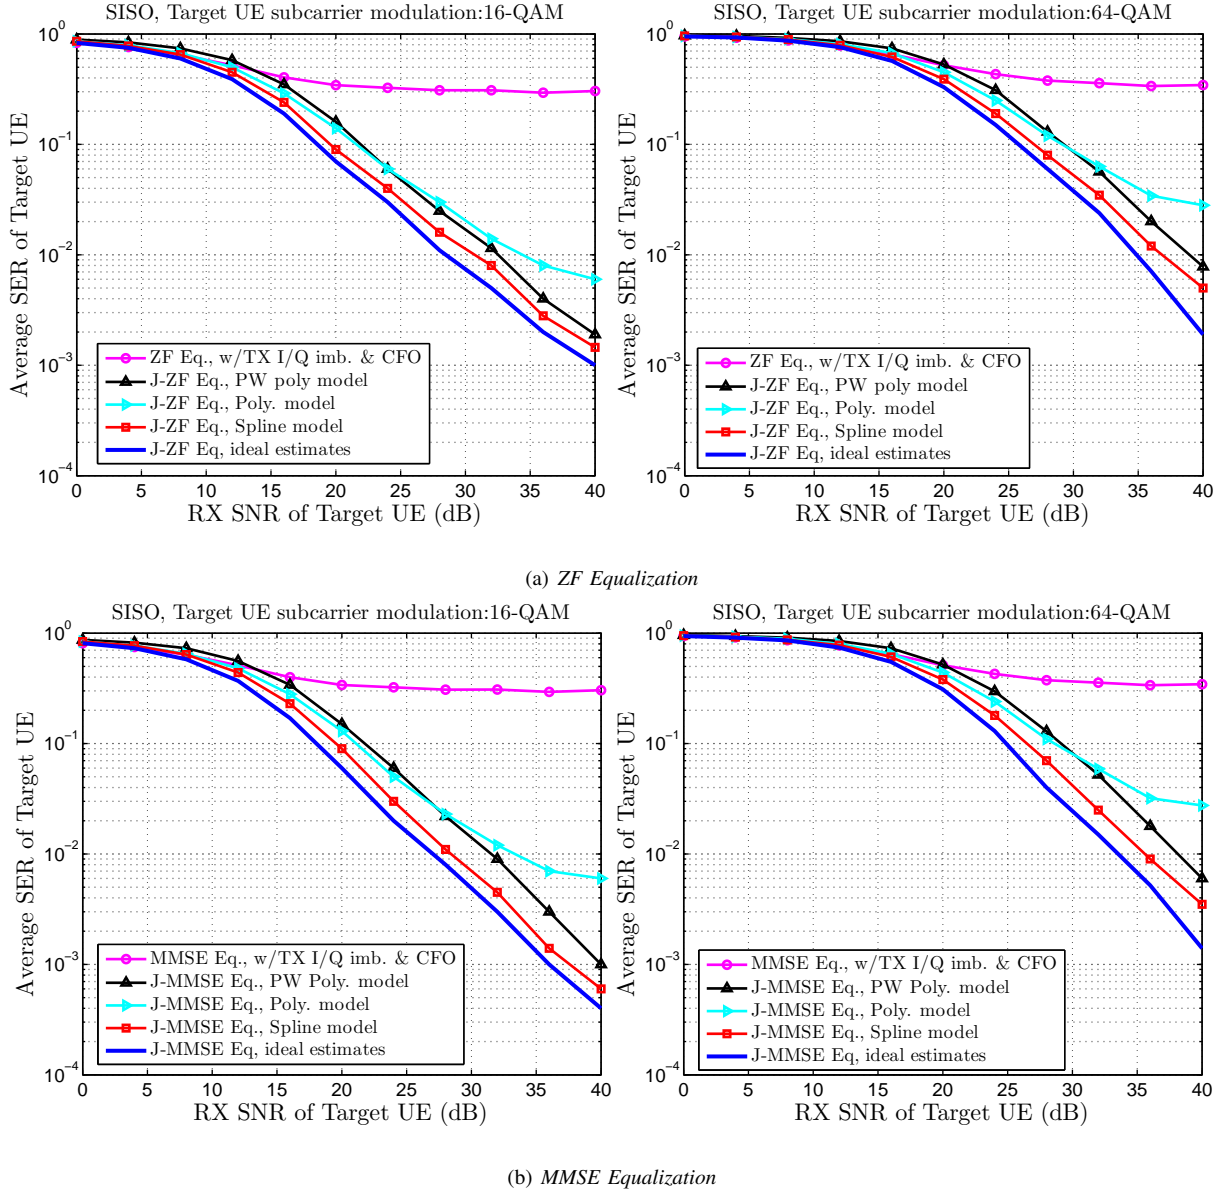 SISO, Target UE subcarrier modulation:16-QAM
Average SER of Target UE
10^0
10^−1
10^−2
10^−3
10^−4
ZF Eq., w/TX I/Q imb. & CFO
J-ZF Eq., PW poly model
J-ZF Eq., Poly. model
J-ZF Eq., Spline model
J-ZF Eq, ideal estimates
0 5 10 15 20 25 30 35 40
RX SNR of Target UE (dB)
SISO, Target UE subcarrier modulation:64-QAM
Average SER of Target UE
10^0
10^−1
10^−2
10^−3
10^−4
ZF Eq., w/TX I/Q imb. & CFO
J-ZF Eq., PW poly model
J-ZF Eq., Poly. model
J-ZF Eq., Spline model
J-ZF Eq, ideal estimates
0 5 10 15 20 25 30 35 40
RX SNR of Target UE (dB)
(a) ZF Equalization
SISO, Target UE subcarrier modulation:16-QAM
Average SER of Target UE
10^0
10^−1
10^−2
10^−3
10^−4
MMSE Eq., w/TX I/Q imb. & CFO
J-MMSE Eq., PW Poly. model
J-MMSE Eq., Poly. model
J-MMSE Eq., Spline model
J-MMSE Eq, ideal estimates
0 5 10 15 20 25 30 35 40
RX SNR of Target UE (dB)
SISO, Target UE subcarrier modulation:64-QAM
Average SER of Target UE
10^0
10^−1
10^−2
10^−3
10^−4
MMSE Eq., w/TX I/Q imb. & CFO
J-MMSE Eq., PW Poly. model
J-MMSE Eq., Poly. model
J-MMSE Eq., Spline model
J-MMSE Eq, ideal estimates
0 5 10 15 20 25 30 35 40
RX SNR of Target UE (dB)
(b) MMSE Equalization